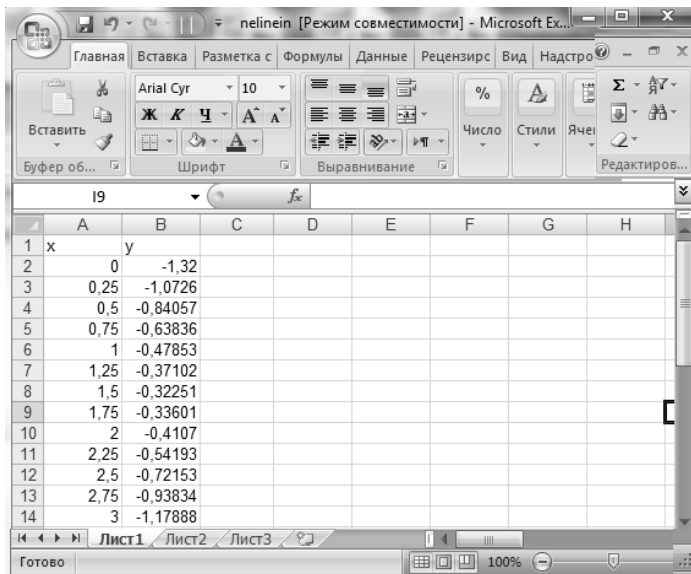 nelinein [Режим совместимости] - Microsoft Ex...
Главная Вставка Разметка с Формулы Данные Рецензирс Вид Надстро
Вставить
Буфер об...
Arial Cyr 10
Ж К Ч А А
А
Шрифт
Выравнивание
%
Число
Стили
Ячеі
Σ
Редактиров...
I9 fx
A B C D E F G H
1 x y
2 0 -1,32
3 0,25 -1,0726
4 0,5 -0,84057
5 0,75 -0,63836
6 1 -0,47853
7 1,25 -0,37102
8 1,5 -0,32251
9 1,75 -0,33601
10 2 -0,4107
11 2,25 -0,54193
12 2,5 -0,72153
13 2,75 -0,93834
14 3 -1,17888
Лист1 Лист2 Лист3
Готово 100%